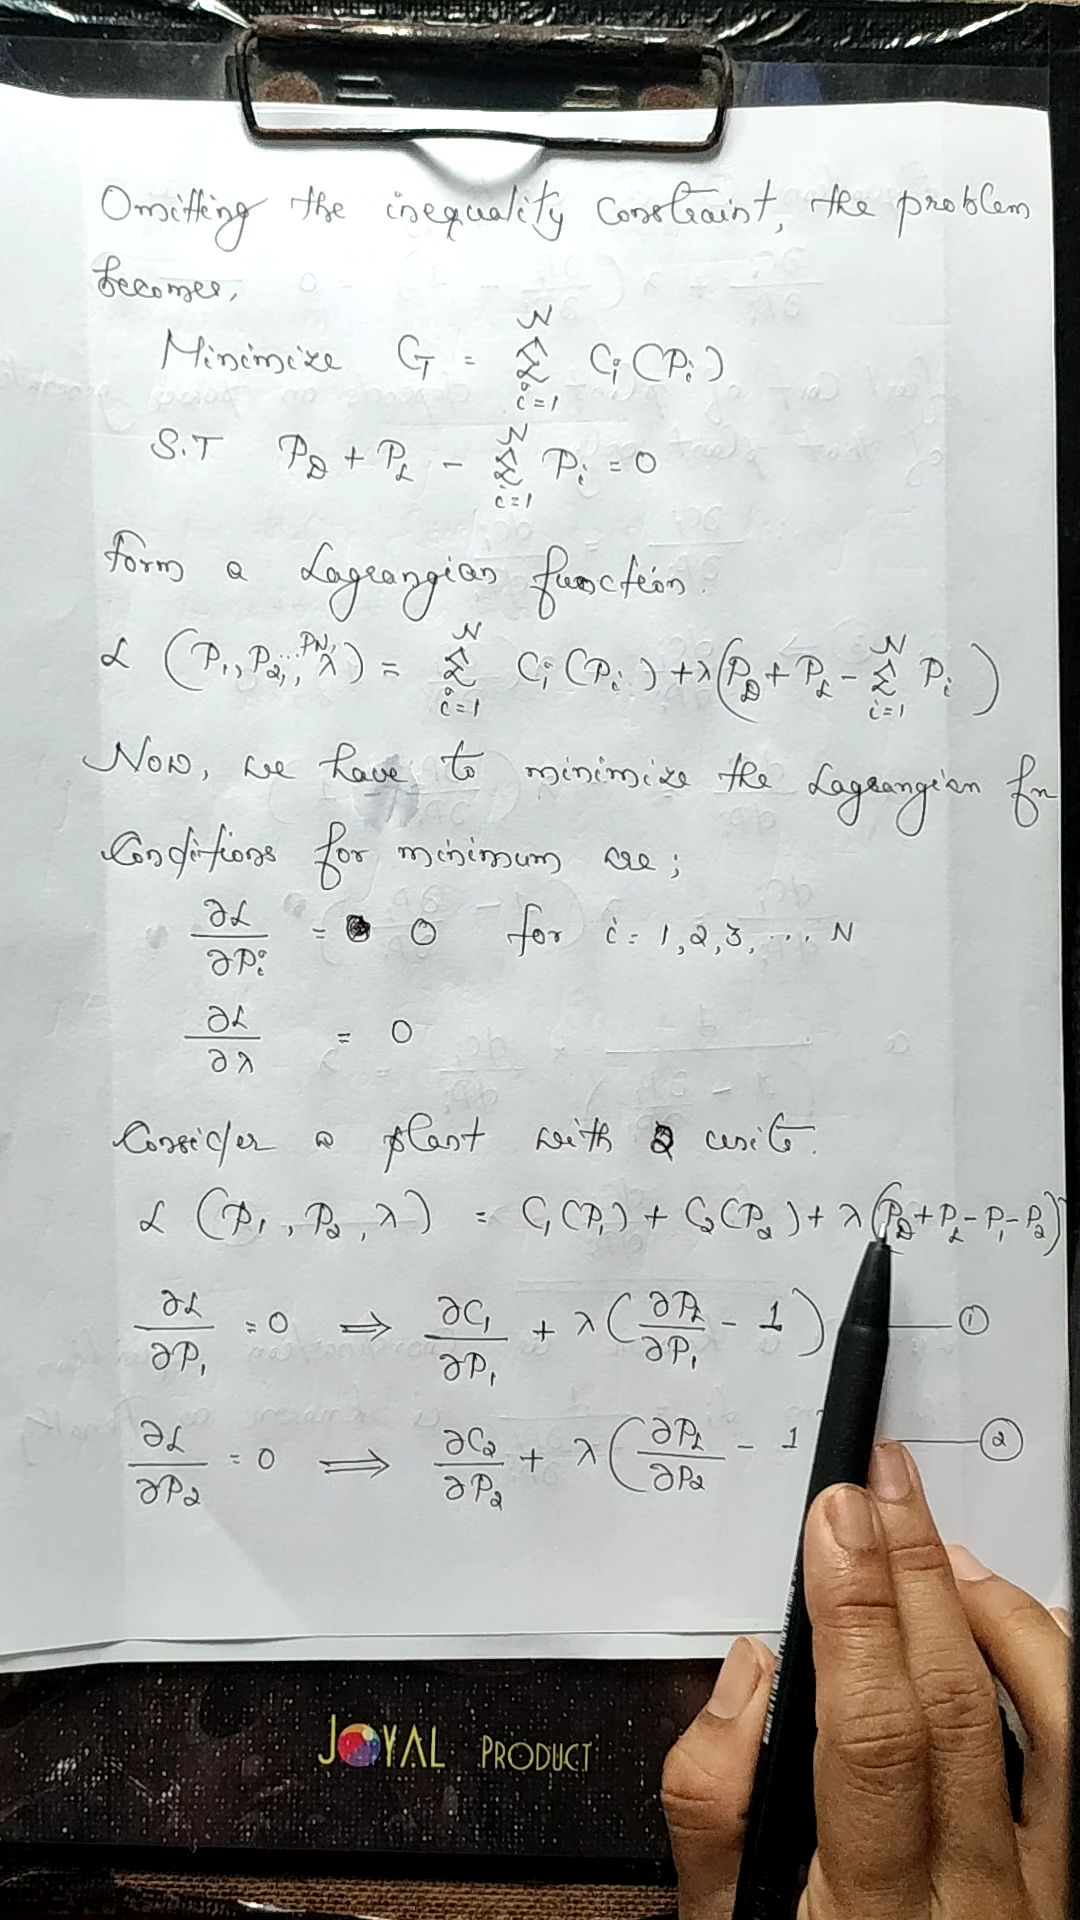 Omitting the inequality Constraint, the problem
becomes,
Minimize C_T = Σ_{i=1}^{N} C_i (P_i)
S.T P_D + P_L - Σ_{i=1}^{N} P_i = 0
Form a Lagrangian function.
L (P_1, P_2, ... P_N, λ) = Σ_{i=1}^{N} C_i (P_i) + λ(P_D + P_L - Σ_{i=1}^{N} P_i)
Now, we have to minimize the Lagrangian fn
Conditions for minimum are;
∂L/∂P_i = 0 for i = 1, 2, 3, ... N
∂L/∂λ = 0
Consider a plant with 2 units.
L (P_1, P_2, λ) = C_1(P_1) + C_2(P_2) + λ(P_D + P_L - P_1 - P_2)
∂L/∂P_1 = 0 ⇒ ∂C_1/∂P_1 + λ(∂P_L/∂P_1 - 1) — ①
∂L/∂P_2 = 0 ⇒ ∂C_2/∂P_2 + λ(∂P_L/∂P_2 - 1 — ②
JOYAL PRODUCT